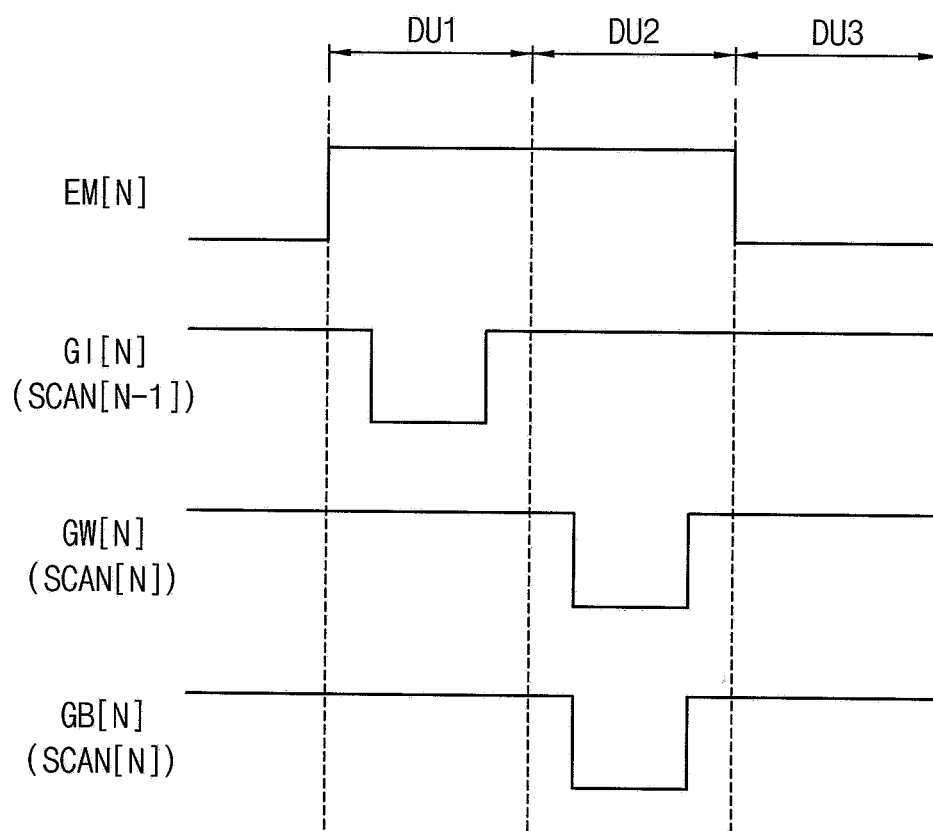 DU1 DU2 DU3
EM[N]
GI[N]
(SCAN[N-1])
GW[N]
(SCAN[N])
GB[N]
(SCAN[N])